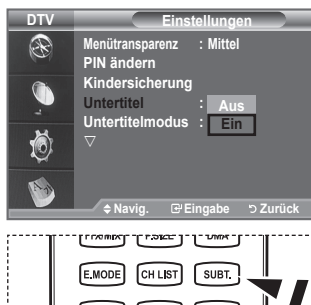 DTV Einstellungen
Menütransparenz : Mittel
PIN ändern
Kindersicherung
Untertitel : Aus
Untertitelmodus : Ein
Navig. Eingabe Zurück
E.MODE CH LIST SUBT.